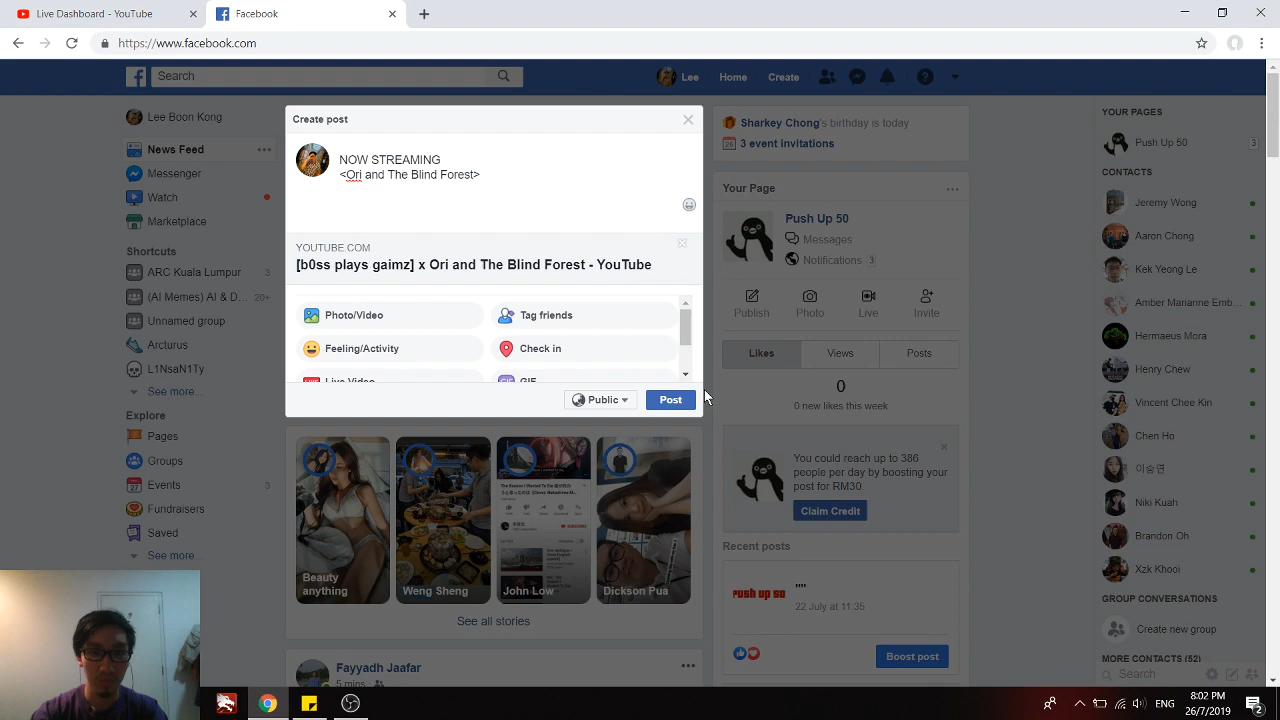 Live Dashboard - YouTube
Facebook
https://www.facebook.com
Search
Lee
Home
Create
Lee Boon Kong
News Feed
Messenger
Watch
Marketplace
Shortcuts
ARC Kuala Lumpur 3
(AI Memes) AI & D... 20+
Unnamed group
Arcturus
L1NsaN1Ty
See more...
Explore
Pages
Groups
Events 3
Fundraisers
Saved
See more...
Create post
NOW STREAMING
<Ori and The Blind Forest>
YOUTUBE.COM
[b0ss plays gaimz] x Ori and The Blind Forest - YouTube
Photo/Video
Tag friends
Feeling/Activity
Check in
Live Video
GIF
Public
Post
Beauty anything
Weng Sheng
John Low
Dickson Pua
See all stories
Fayyadh Jaafar
5 mins
Sharkey Chong's birthday is today
3 event invitations
Your Page
Push Up 50
Messages
Notifications 3
Publish
Photo
Live
Invite
Likes
Views
Posts
0
0 new likes this week
You could reach up to 386
people per day by boosting your
post for RM30.
Claim Credit
Recent posts
PUSH UP 50
""
22 July at 11:35
Boost post
YOUR PAGES
Push Up 50 3
CONTACTS
Jeremy Wong
Aaron Chong
Kek Yeong Le
Amber Marianne Emb...
Hermaeus Mora
Henry Chew
Vincent Chee Kin
Chen Ho
이승연
Niki Kuah
Brandon Oh
Xzk Khooi
GROUP CONVERSATIONS
Create new group
MORE CONTACTS (52)
Search
ENG
8:02 PM
26/7/2019
2